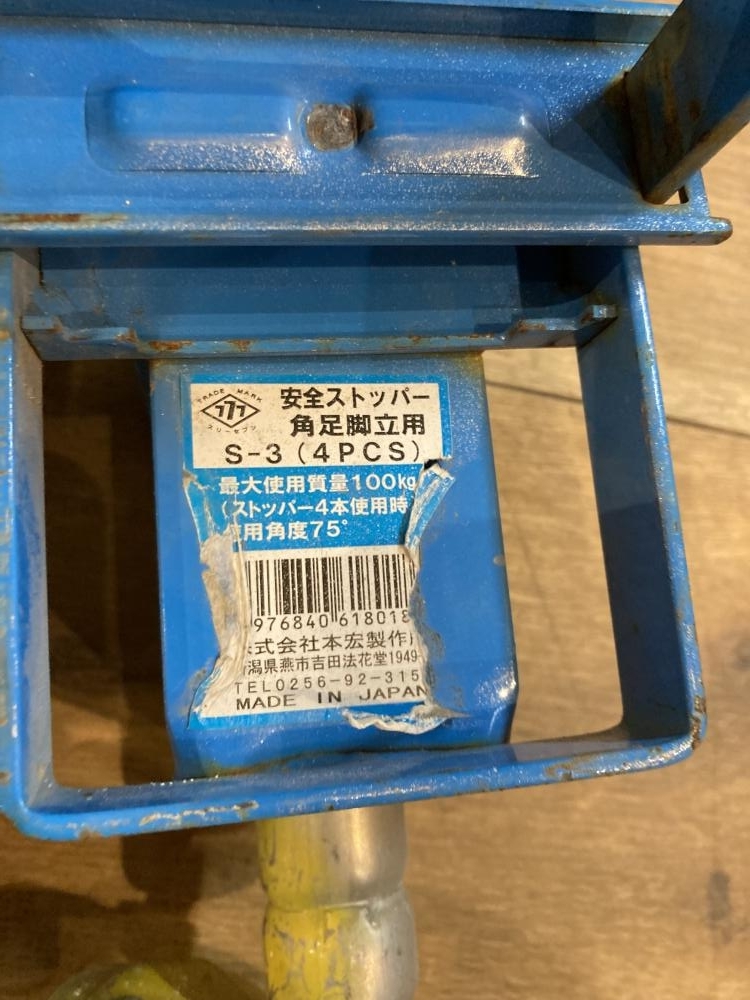 TRADE MARK
777
スリーセブン
安全ストッパー
角足脚立用
S-3(4PCS)
最大使用質量100kg
(ストッパー4本使用時
用角度75°
976840 618018
式会社本宏製作
潟県燕市吉田法花堂1949-
TEL0256-92-315
MADE IN JAPAN